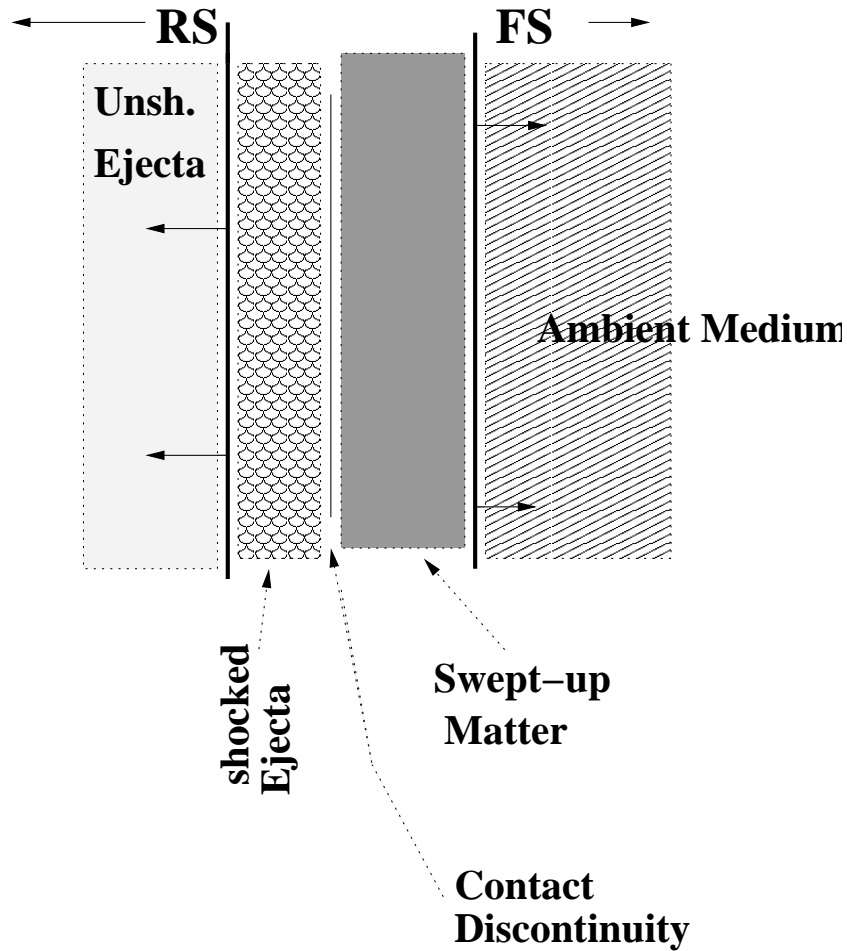 RS
FS
Unsh.
Ejecta
Ambient Medium
shocked
Ejecta
Swept−up
Matter
Contact
Discontinuity